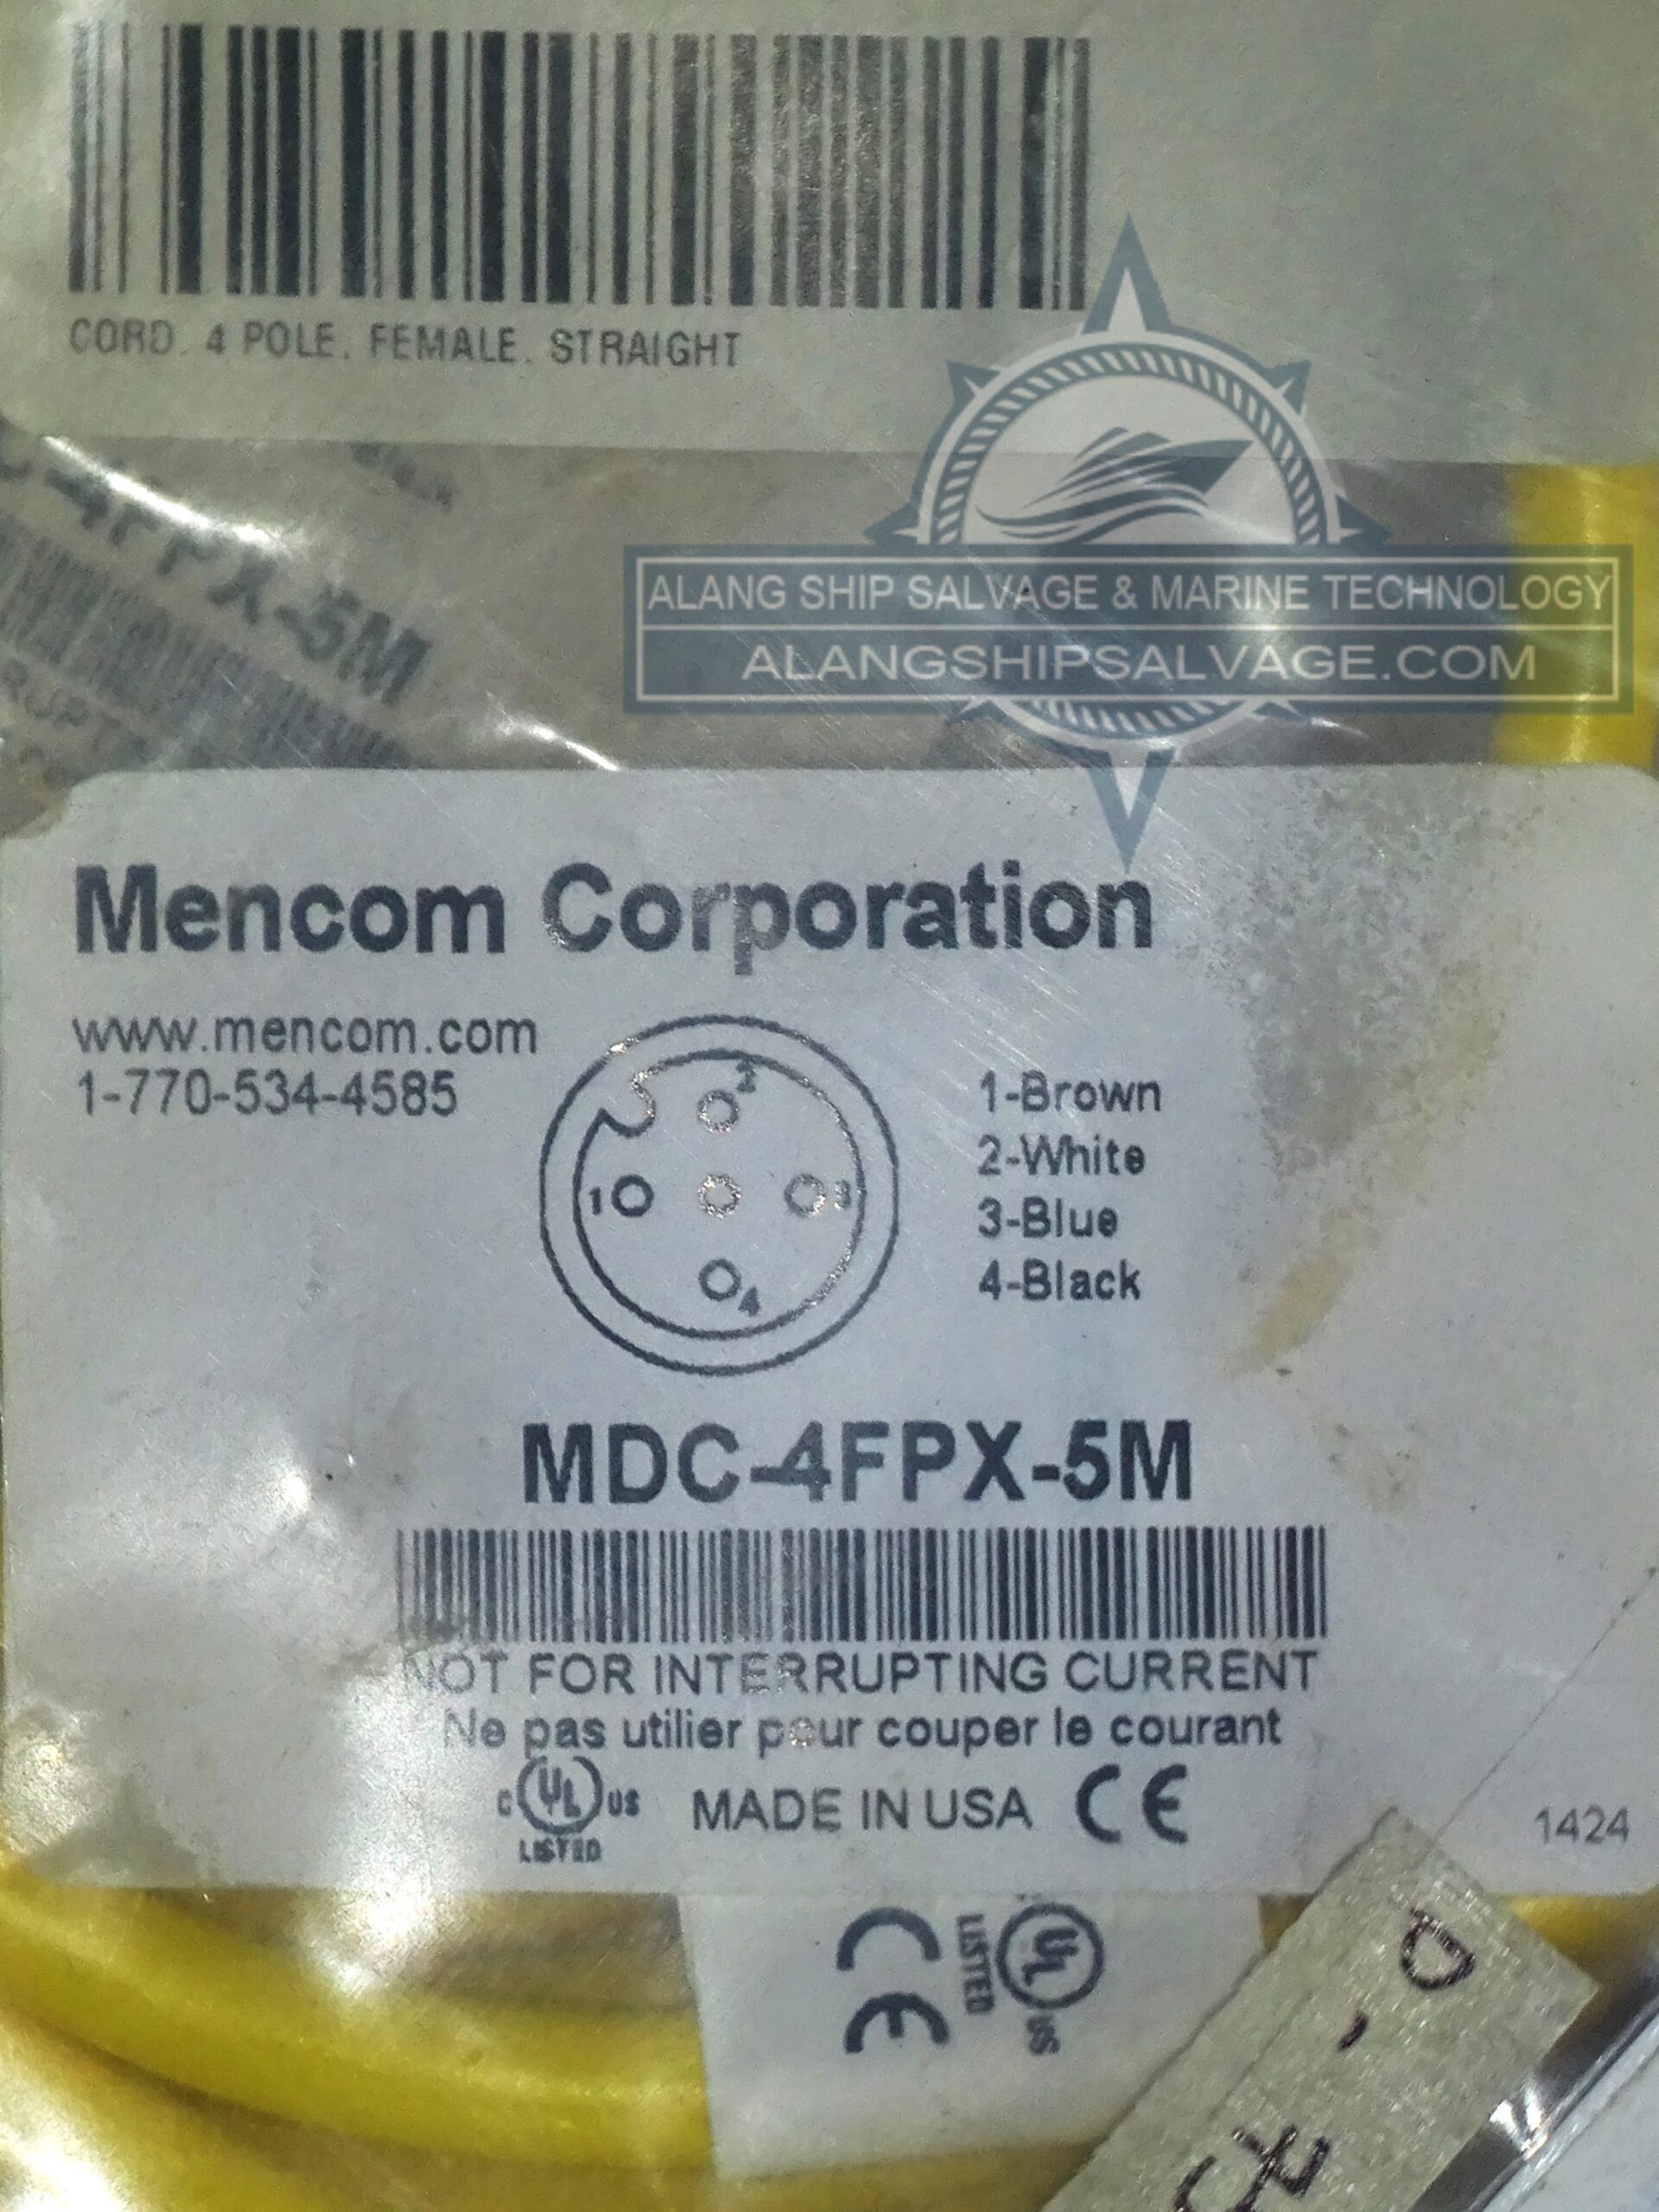 CORD, 4 POLE, FEMALE, STRAIGHT
-4FPX-5M
ALANG SHIP SALVAGE & MARINE TECHNOLOGY
ALANGSHIPSALVAGE.COM
Mencom Corporation
www.mencom.com
1-770-534-4585
2
1
3
4
1-Brown
2-White
3-Blue
4-Black
MDC-4FPX-5M
NOT FOR INTERRUPTING CURRENT
Ne pas utilier pour couper le courant
C UL US
LISTED
MADE IN USA CE
1424
CE
LISTED
UL US